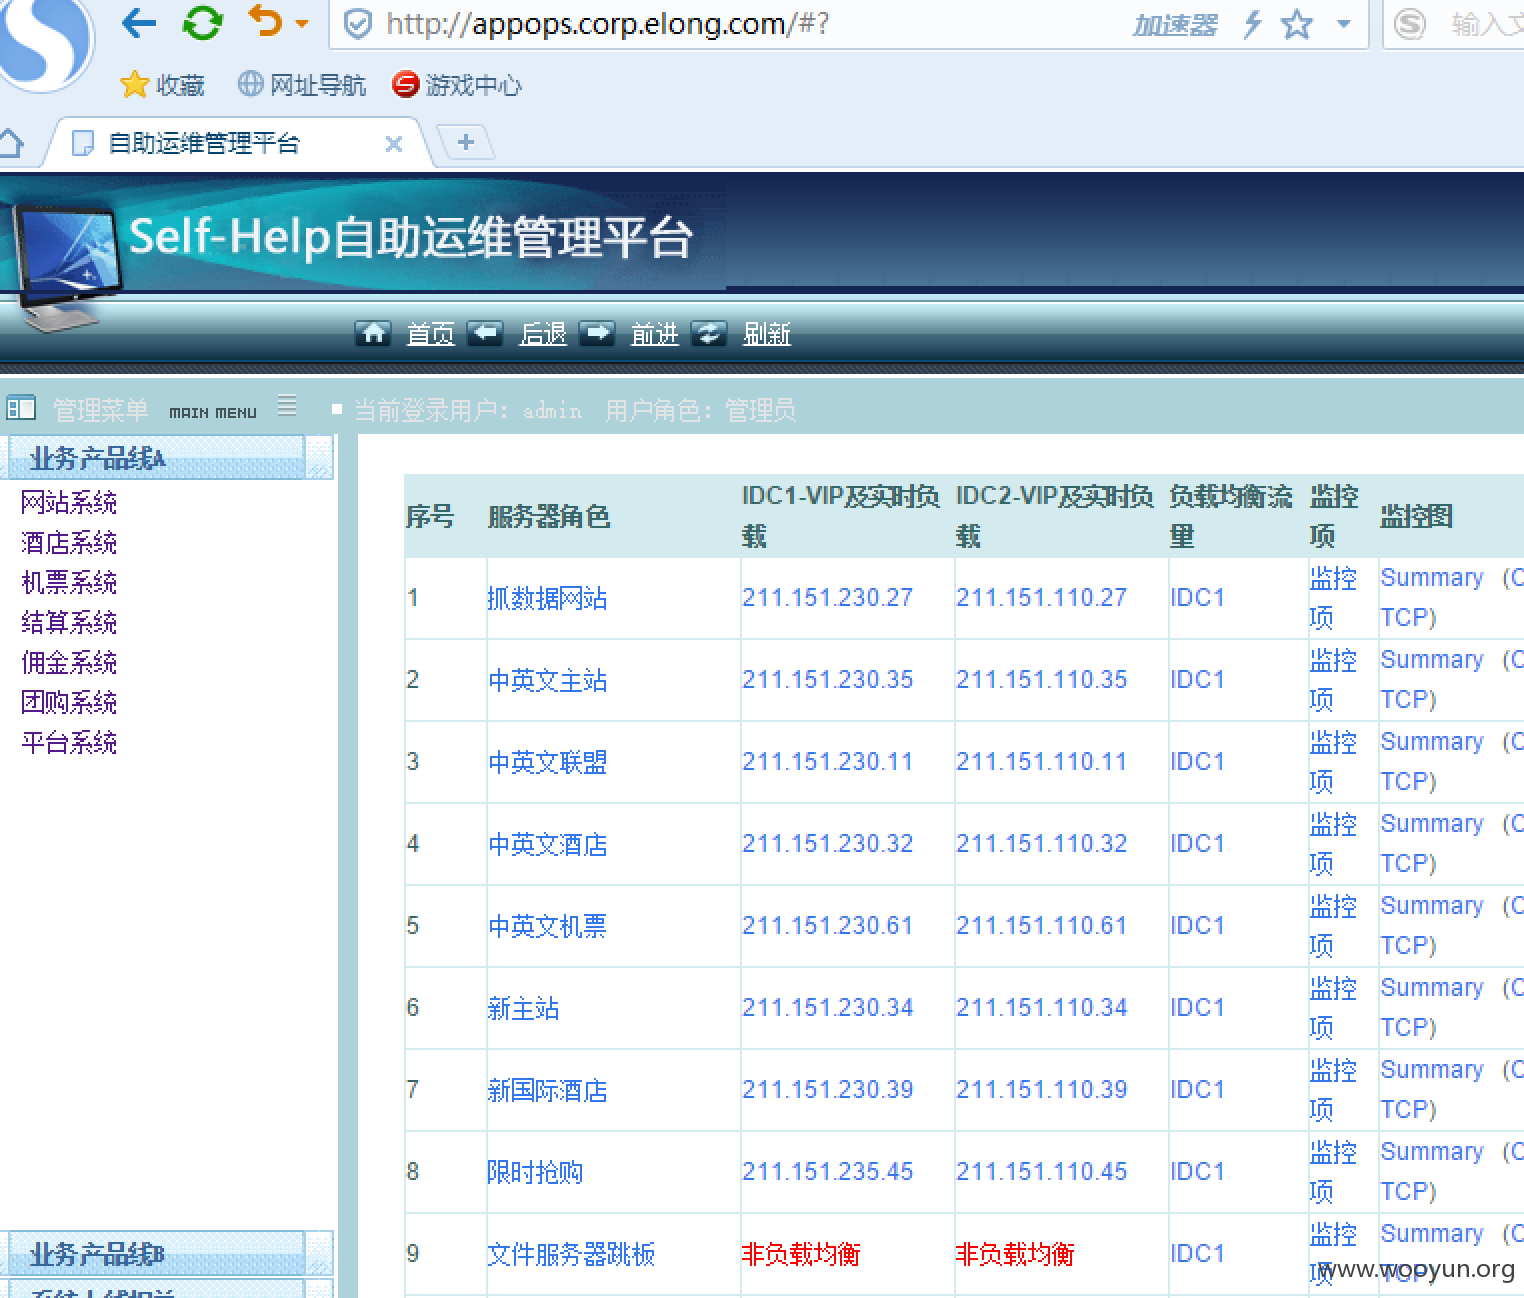 http://appops.corp.elong.com/#?
加速器
输入文
收藏 网址导航 游戏中心
自助运维管理平台
Self-Help自助运维管理平台
首页 后退 前进 刷新
管理菜单 MAIN MENU
当前登录用户: admin 用户角色: 管理员
业务产品线A
网站系统
酒店系统
机票系统
结算系统
佣金系统
团购系统
平台系统
业务产品线B
序号 服务器角色 IDC1-VIP及实时负载 IDC2-VIP及实时负载 负载均衡流量 监控项 监控图
1 抓数据网站 211.151.230.27 211.151.110.27 IDC1 监控项 Summary (C TCP)
2 中英文主站 211.151.230.35 211.151.110.35 IDC1 监控项 Summary (C TCP)
3 中英文联盟 211.151.230.11 211.151.110.11 IDC1 监控项 Summary (C TCP)
4 中英文酒店 211.151.230.32 211.151.110.32 IDC1 监控项 Summary (C TCP)
5 中英文机票 211.151.230.61 211.151.110.61 IDC1 监控项 Summary (C TCP)
6 新主站 211.151.230.34 211.151.110.34 IDC1 监控项 Summary (C TCP)
7 新国际酒店 211.151.230.39 211.151.110.39 IDC1 监控项 Summary (C TCP)
8 限时抢购 211.151.235.45 211.151.110.45 IDC1 监控项 Summary (C TCP)
9 文件服务器跳板 非负载均衡 非负载均衡 IDC1 监控项 Summary (C TCP)
www.wooyun.org